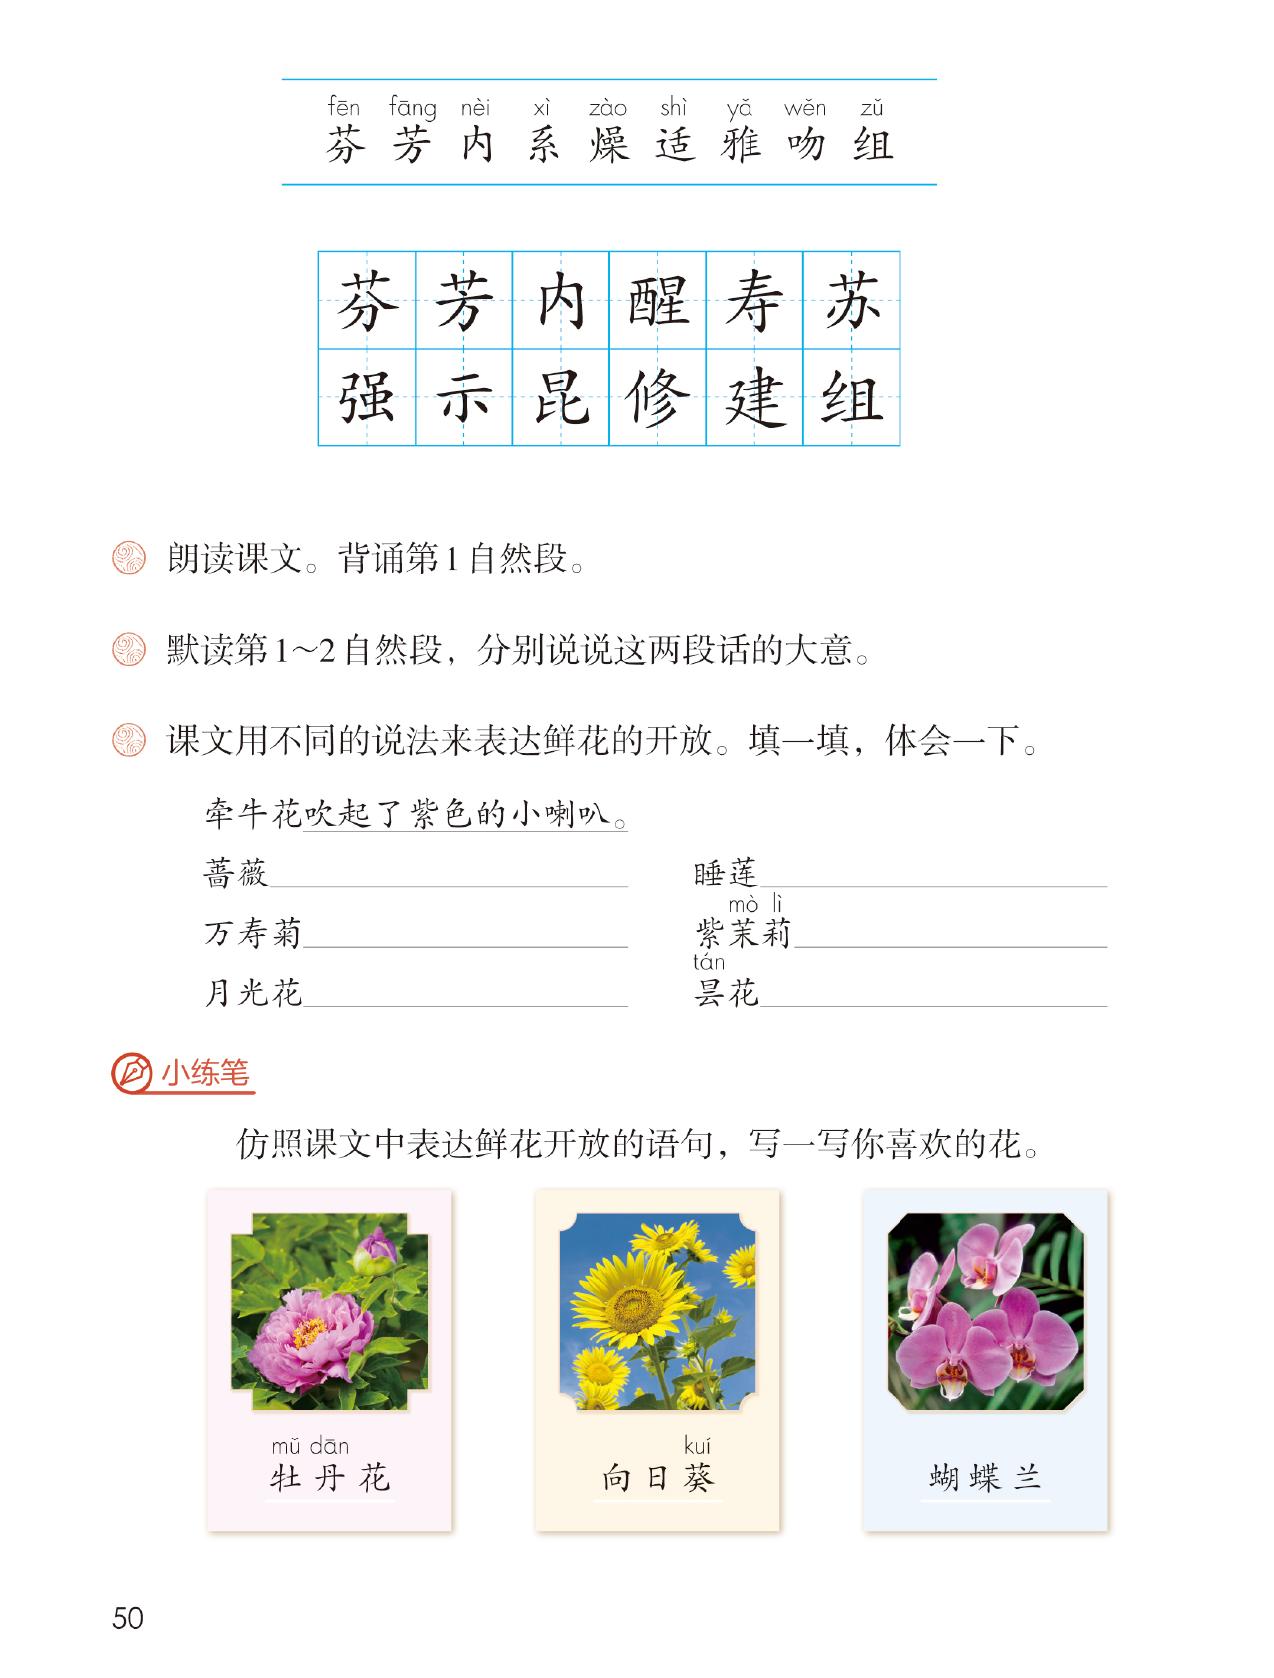 fēn fāng nèi xì zào shì yǎ wěn zǔ
芬 芳 内 系 燥 适 雅 吻 组
芬 芳 内 醒 寿 苏
强 示 昆 修 建 组
朗读课文。背诵第1自然段。
默读第1～2自然段，分别说说这两段话的大意。
课文用不同的说法来表达鲜花的开放。填一填，体会一下。
牵牛花吹起了紫色的小喇叭。
蔷薇 睡莲
mò lì
万寿菊 紫茉莉
tán
月光花 昙花
小练笔
仿照课文中表达鲜花开放的语句，写一写你喜欢的花。
mǔ dān kuí
牡丹花 向日葵 蝴蝶兰
50